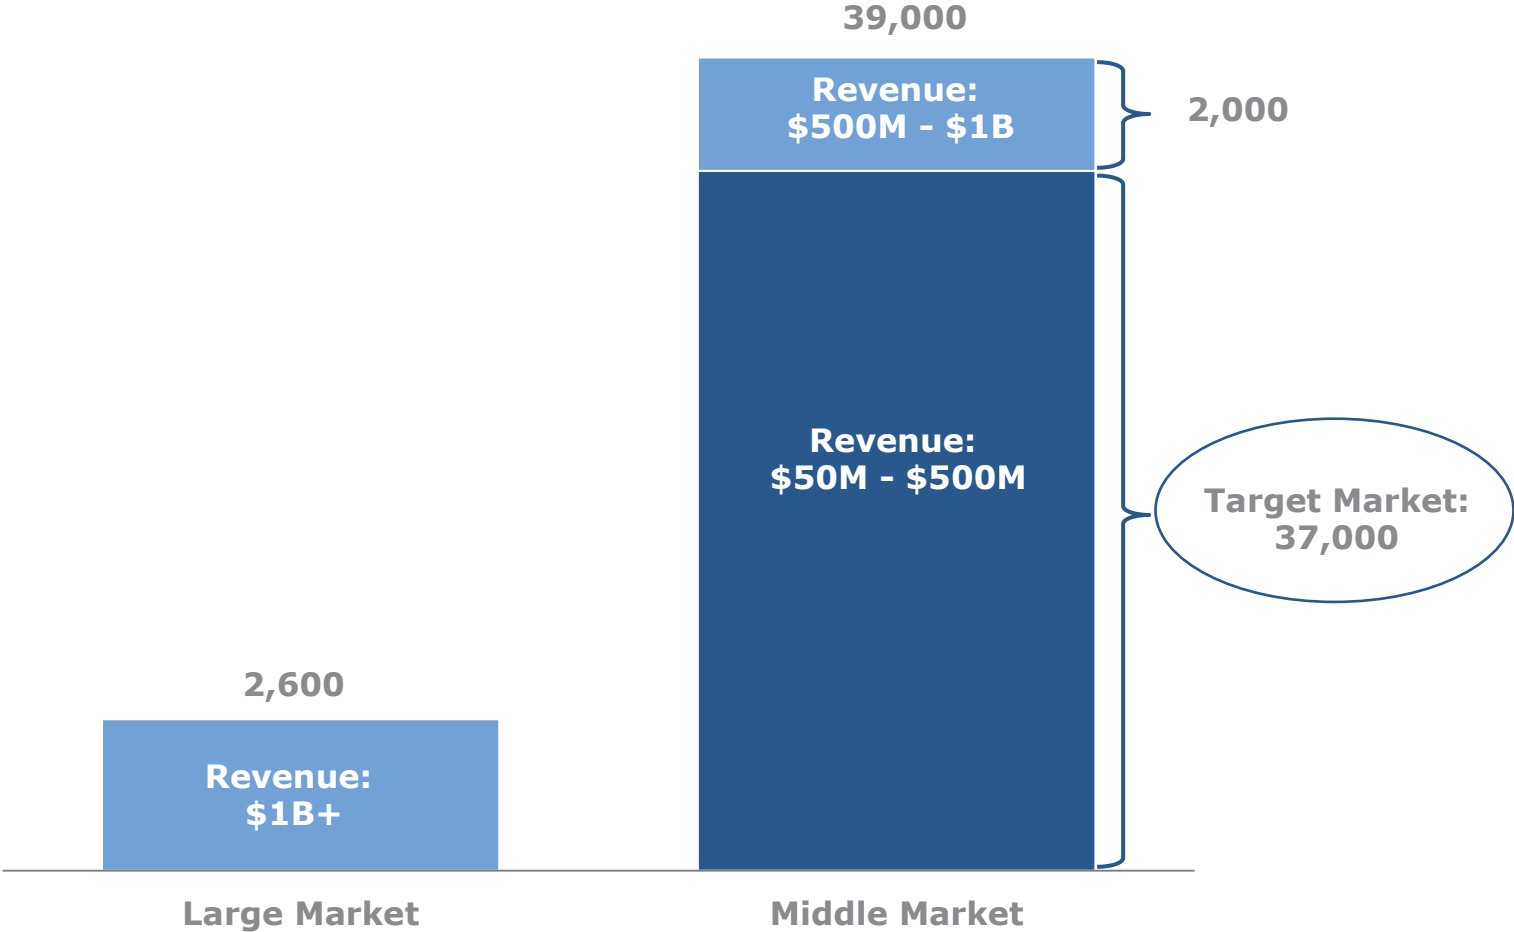 39,000
Revenue:
$500M - $1B
2,000
Revenue:
$50M - $500M
Target Market:
37,000
2,600
Revenue:
$1B+
Large Market
Middle Market